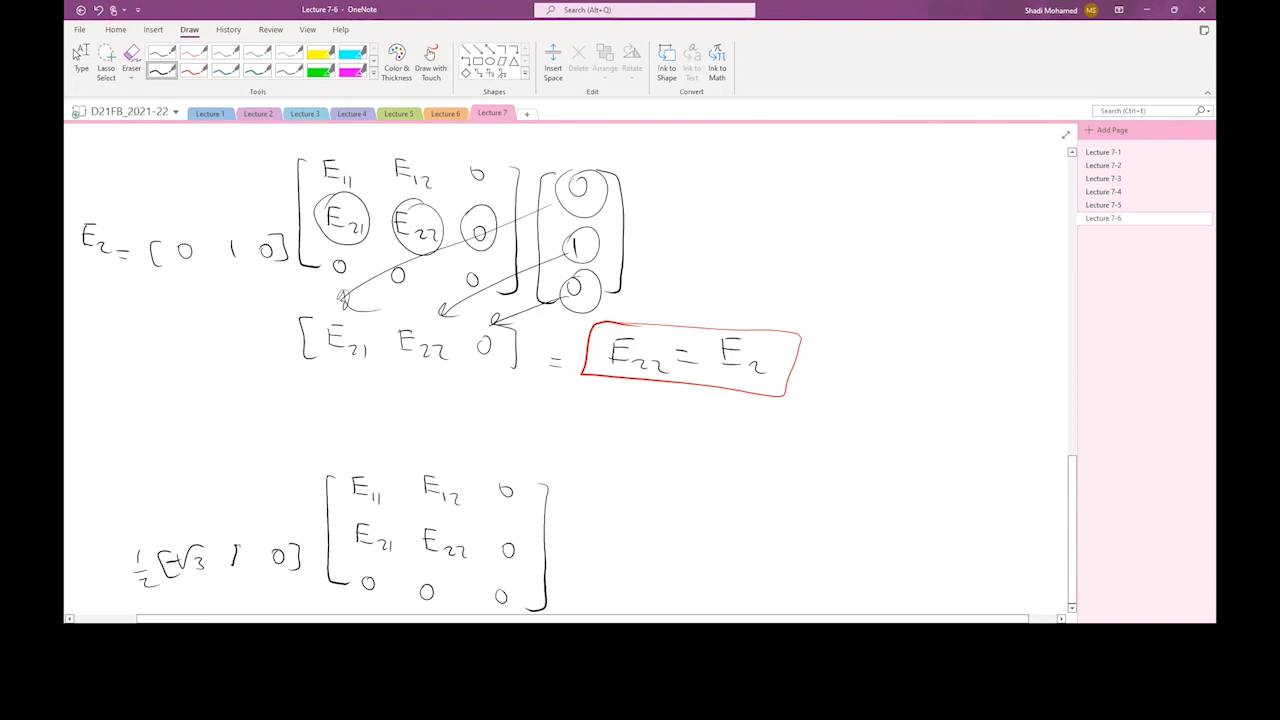 Lecture 7-6 - OneNote
Search (Alt+Q)
Shadi Mohamed MS
File Home Insert Draw History Review View Help
Type Lasso Select Eraser Color & Thickness Draw with Touch Insert Space Delete Arrange Rotate Ink to Shape Ink to Text Ink to Math
Tools Shapes Edit Convert
D21FB_2021-22 Lecture 1 Lecture 2 Lecture 3 Lecture 4 Lecture 5 Lecture 6 Lecture 7 +
Search (Ctrl+E)
+ Add Page
Lecture 7-1
Lecture 7-2
Lecture 7-3
Lecture 7-4
Lecture 7-5
Lecture 7-6
E₁₁ E₁₂ 0 0
E₂₁ E₂₂ 0 1
E₂ = [0 1 0]
0 0 0 0
[E₂₁ E₂₂ 0] = E₂₂ = E₂
E₁₁ E₁₂ 0
E₂₁ E₂₂ 0
1/2 [-√3 1 0]
0 0 0